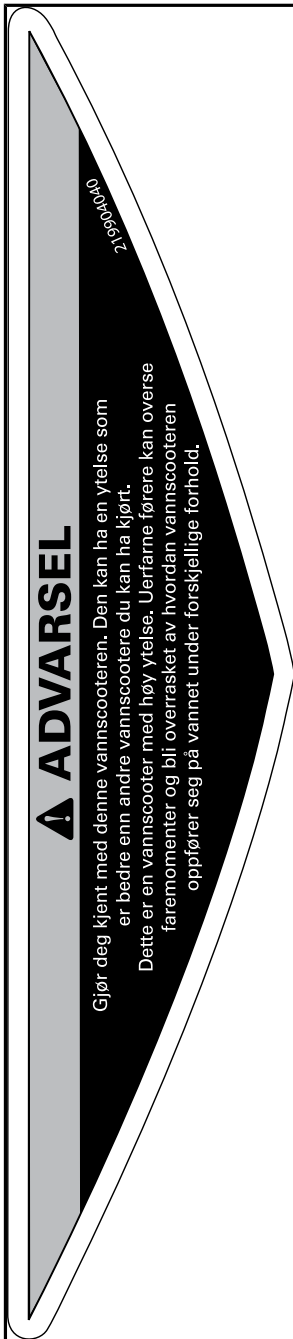 ADVARSEL
Gjør deg kjent med denne vannscooteren. Den kan ha en ytelse som
er bedre enn andre vannscootere du kan ha kjørt.
Dette er en vannscooter med høy ytelse. Uerfarne førere kan overse
faremomenter og bli overrasket av hvordan vannscooteren
oppfører seg på vannet under forskjellige forhold.
219904040